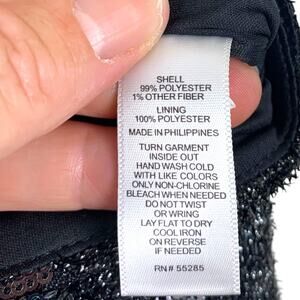 SHELL
99% POLYESTER
1% OTHER FIBER
LINING
100% POLYESTER
MADE IN PHILIPPINES
TURN GARMENT
INSIDE OUT
HAND WASH COLD
WITH LIKE COLORS
ONLY NON-CHLORINE
BLEACH WHEN NEEDED
DO NOT TWIST
OR WRING
LAY FLAT TO DRY
COOL IRON
ON REVERSE
IF NEEDED
RN# 55285